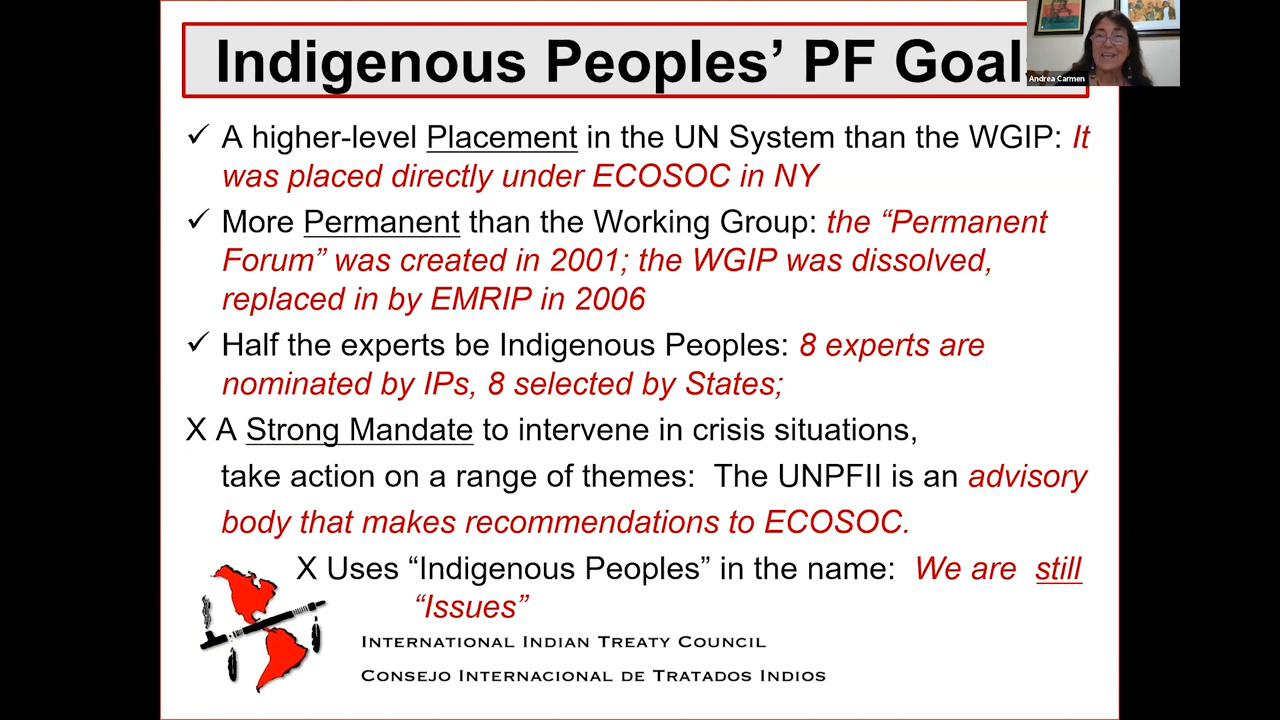 Indigenous Peoples’ PF Goal
Andrea Carmen
✓ A higher-level Placement in the UN System than the WGIP: It
was placed directly under ECOSOC in NY
✓ More Permanent than the Working Group: the “Permanent
Forum” was created in 2001; the WGIP was dissolved,
replaced in by EMRIP in 2006
✓ Half the experts be Indigenous Peoples: 8 experts are
nominated by IPs, 8 selected by States;
X A Strong Mandate to intervene in crisis situations,
take action on a range of themes: The UNPFII is an advisory
body that makes recommendations to ECOSOC.
X Uses “Indigenous Peoples” in the name: We are still
“Issues”
International Indian Treaty Council
Consejo Internacional de Tratados Indios